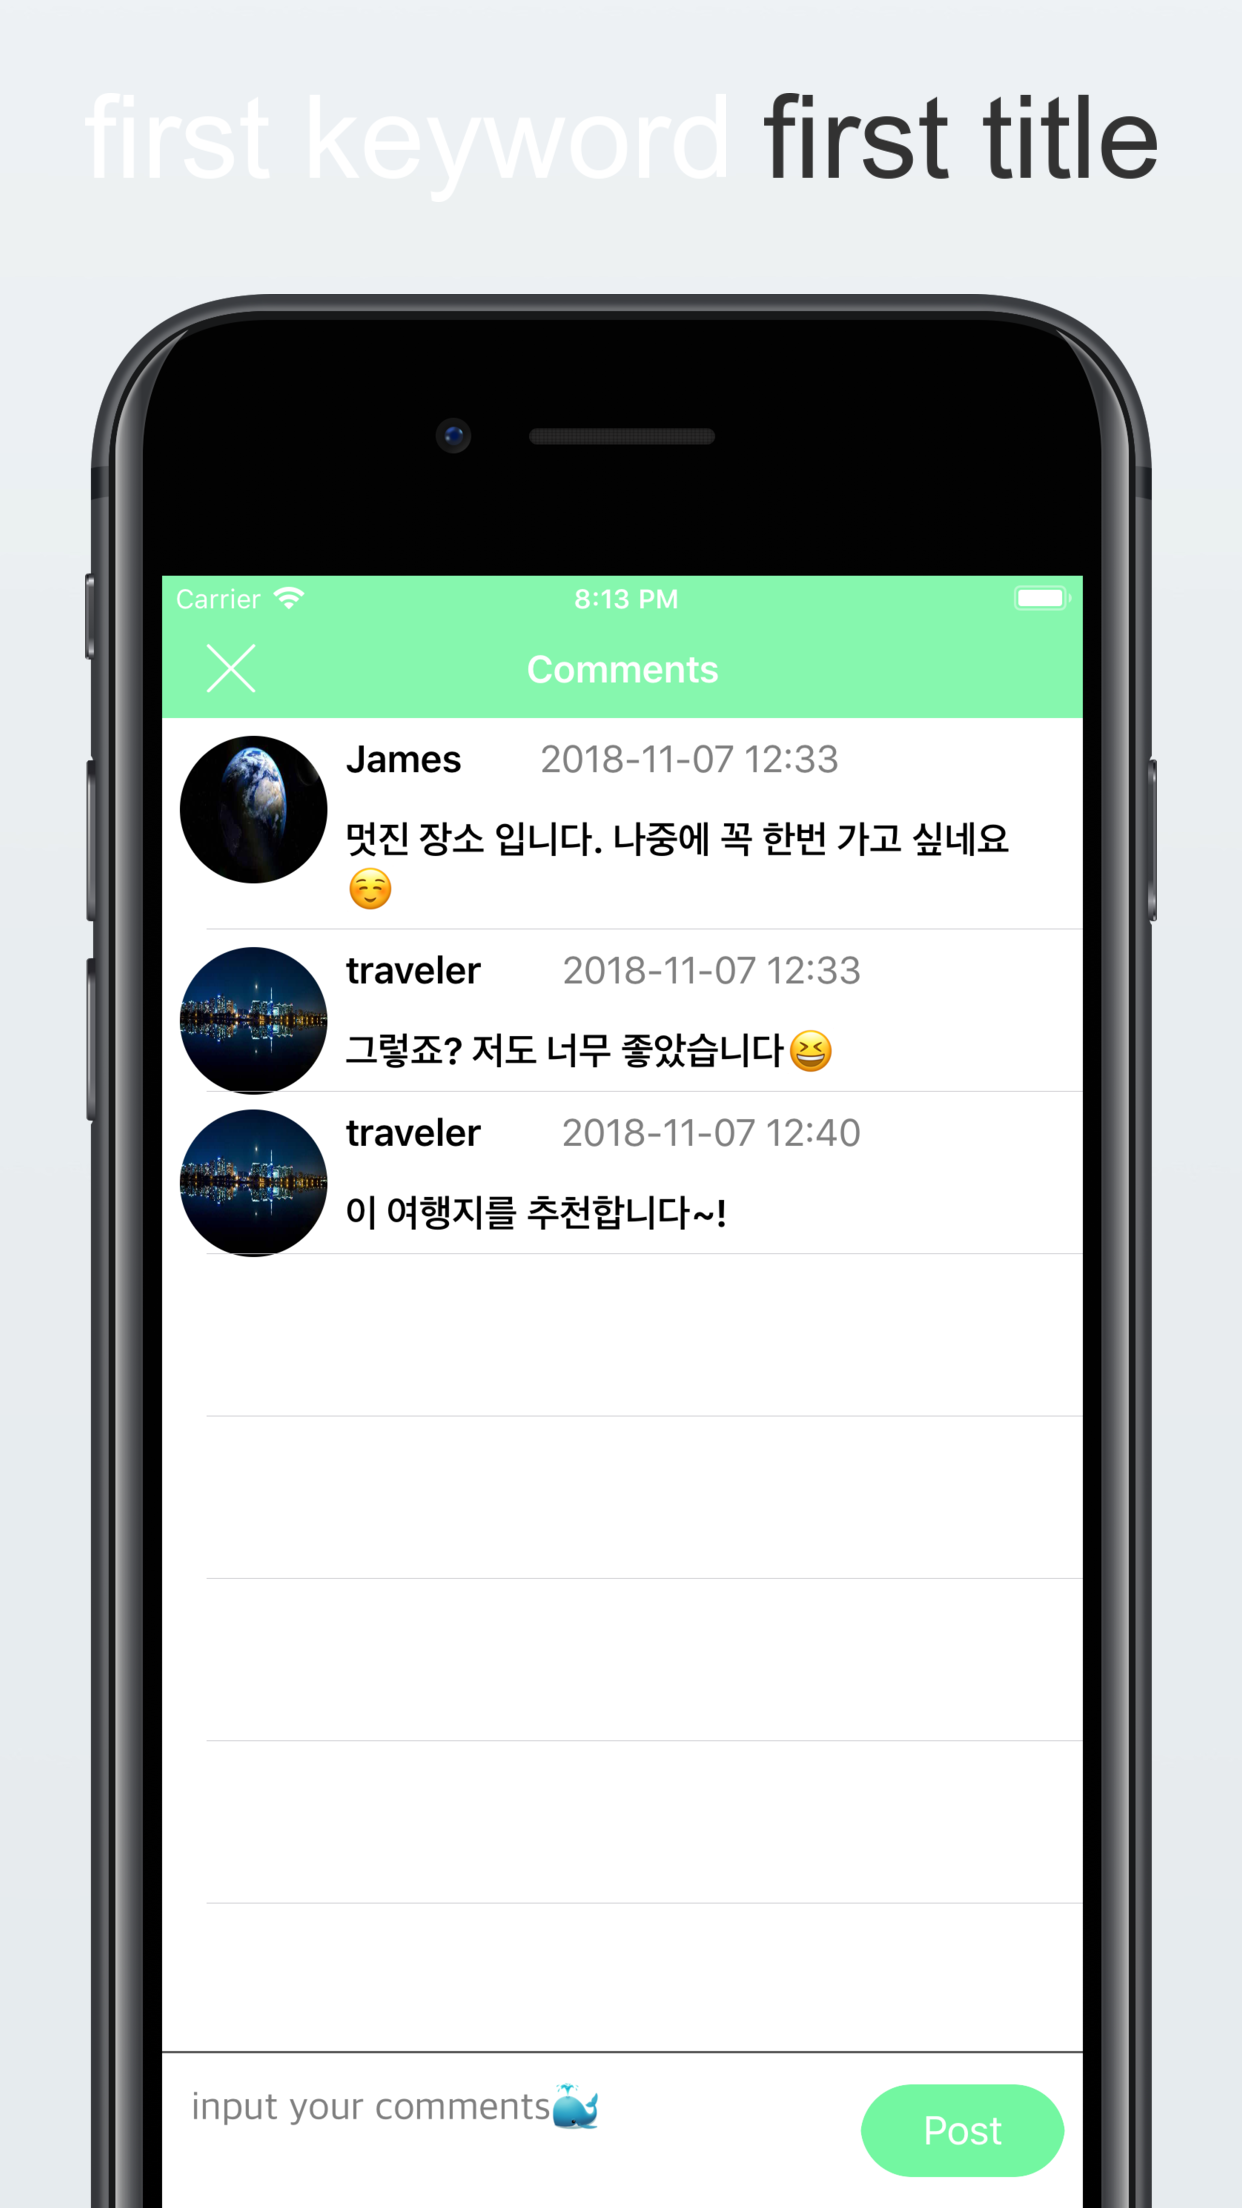 first keyword first title
Carrier 8:13 PM
Comments
James 2018-11-07 12:33
멋진 장소 입니다. 나중에 꼭 한번 가고 싶네요
☺️
traveler 2018-11-07 12:33
그렇죠? 저도 너무 좋았습니다😆
traveler 2018-11-07 12:40
이 여행지를 추천합니다~!
input your comments🐳
Post